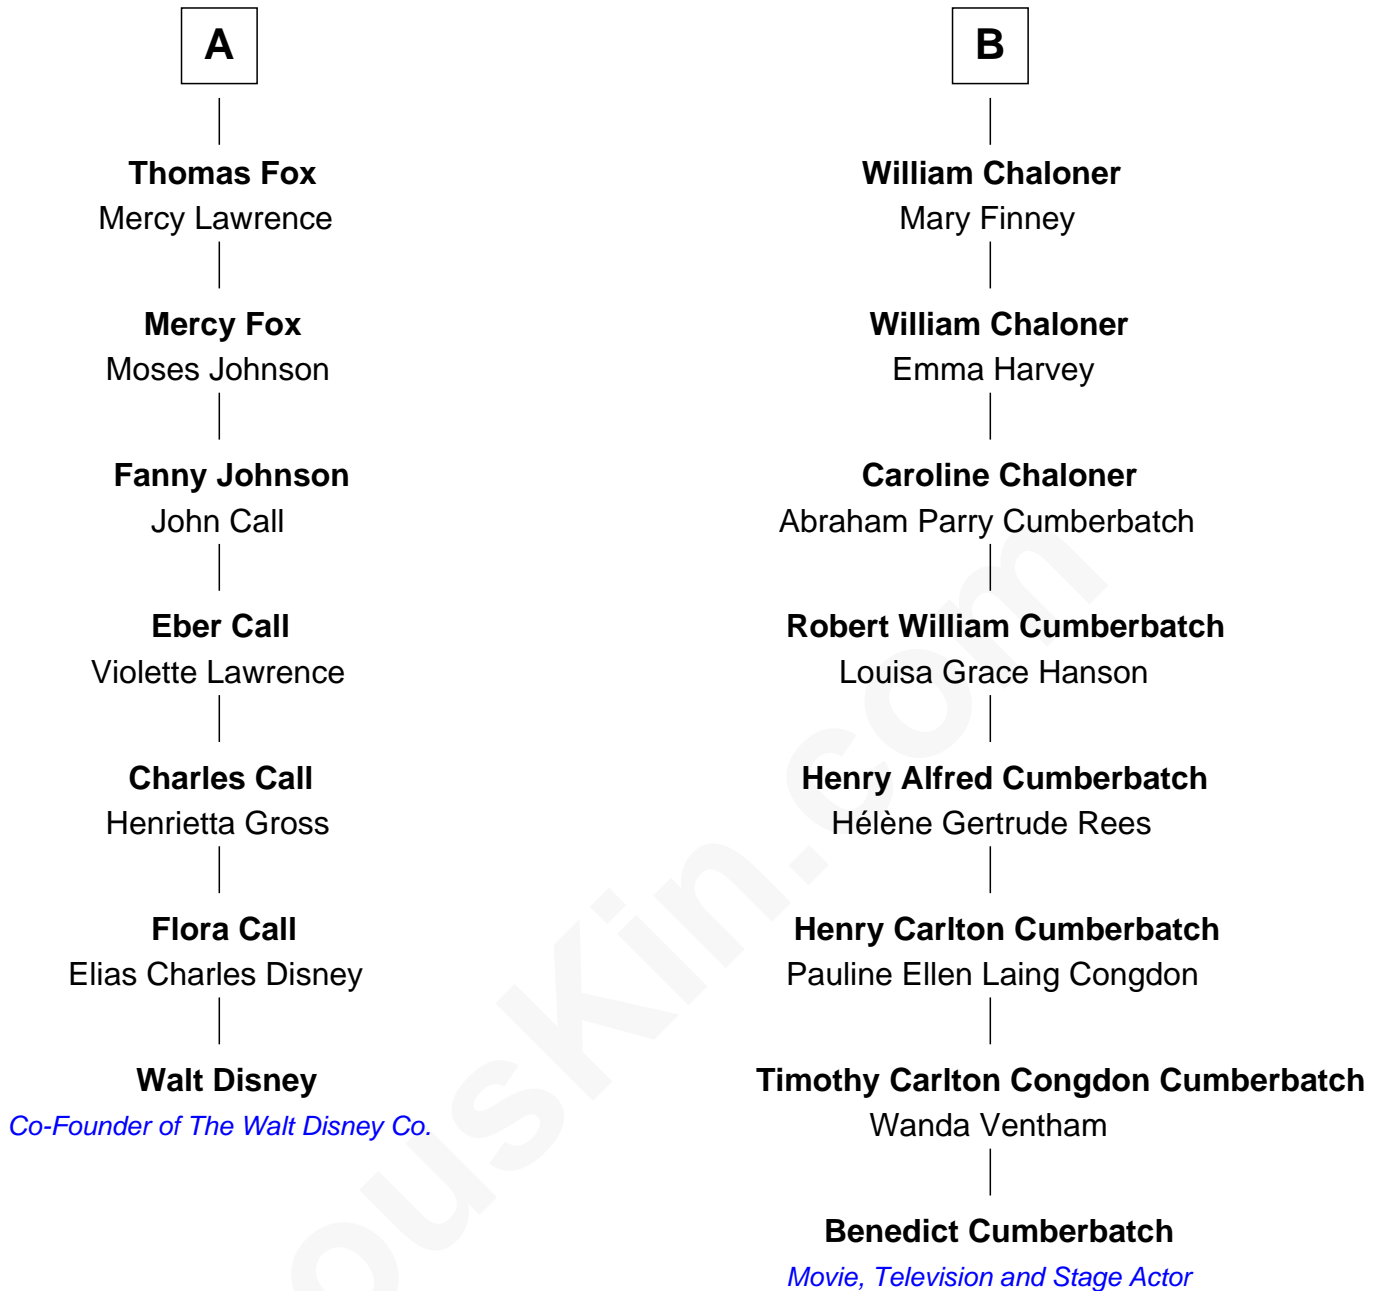 A
Thomas Fox
Mercy Lawrence
Mercy Fox
Moses Johnson
Fanny Johnson
John Call
Eber Call
Violette Lawrence
Charles Call
Henrietta Gross
Flora Call
Elias Charles Disney
Walt Disney
Co-Founder of The Walt Disney Co.
B
William Chaloner
Mary Finney
William Chaloner
Emma Harvey
Caroline Chaloner
Abraham Parry Cumberbatch
Robert William Cumberbatch
Louisa Grace Hanson
Henry Alfred Cumberbatch
Hélène Gertrude Rees
Henry Carlton Cumberbatch
Pauline Ellen Laing Congdon
Timothy Carlton Congdon Cumberbatch
Wanda Ventham
Benedict Cumberbatch
Movie, Television and Stage Actor
ousKin.com